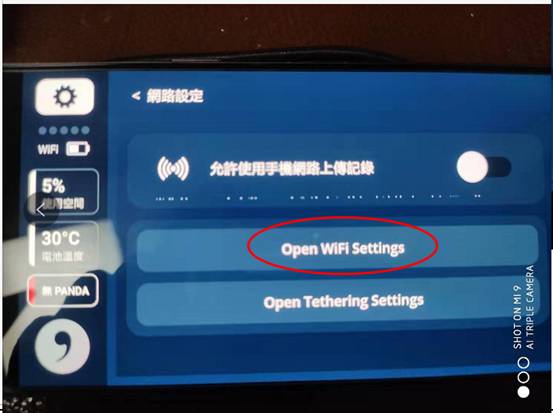 WiFi
5%
使用空間
30°C
電池溫度
無 PANDA
< 網路設定
允許使用手機網路上傳記錄
Open WiFi Settings
Open Tethering Settings
SHOT ON MI 9
AI TRIPLE CAMERA